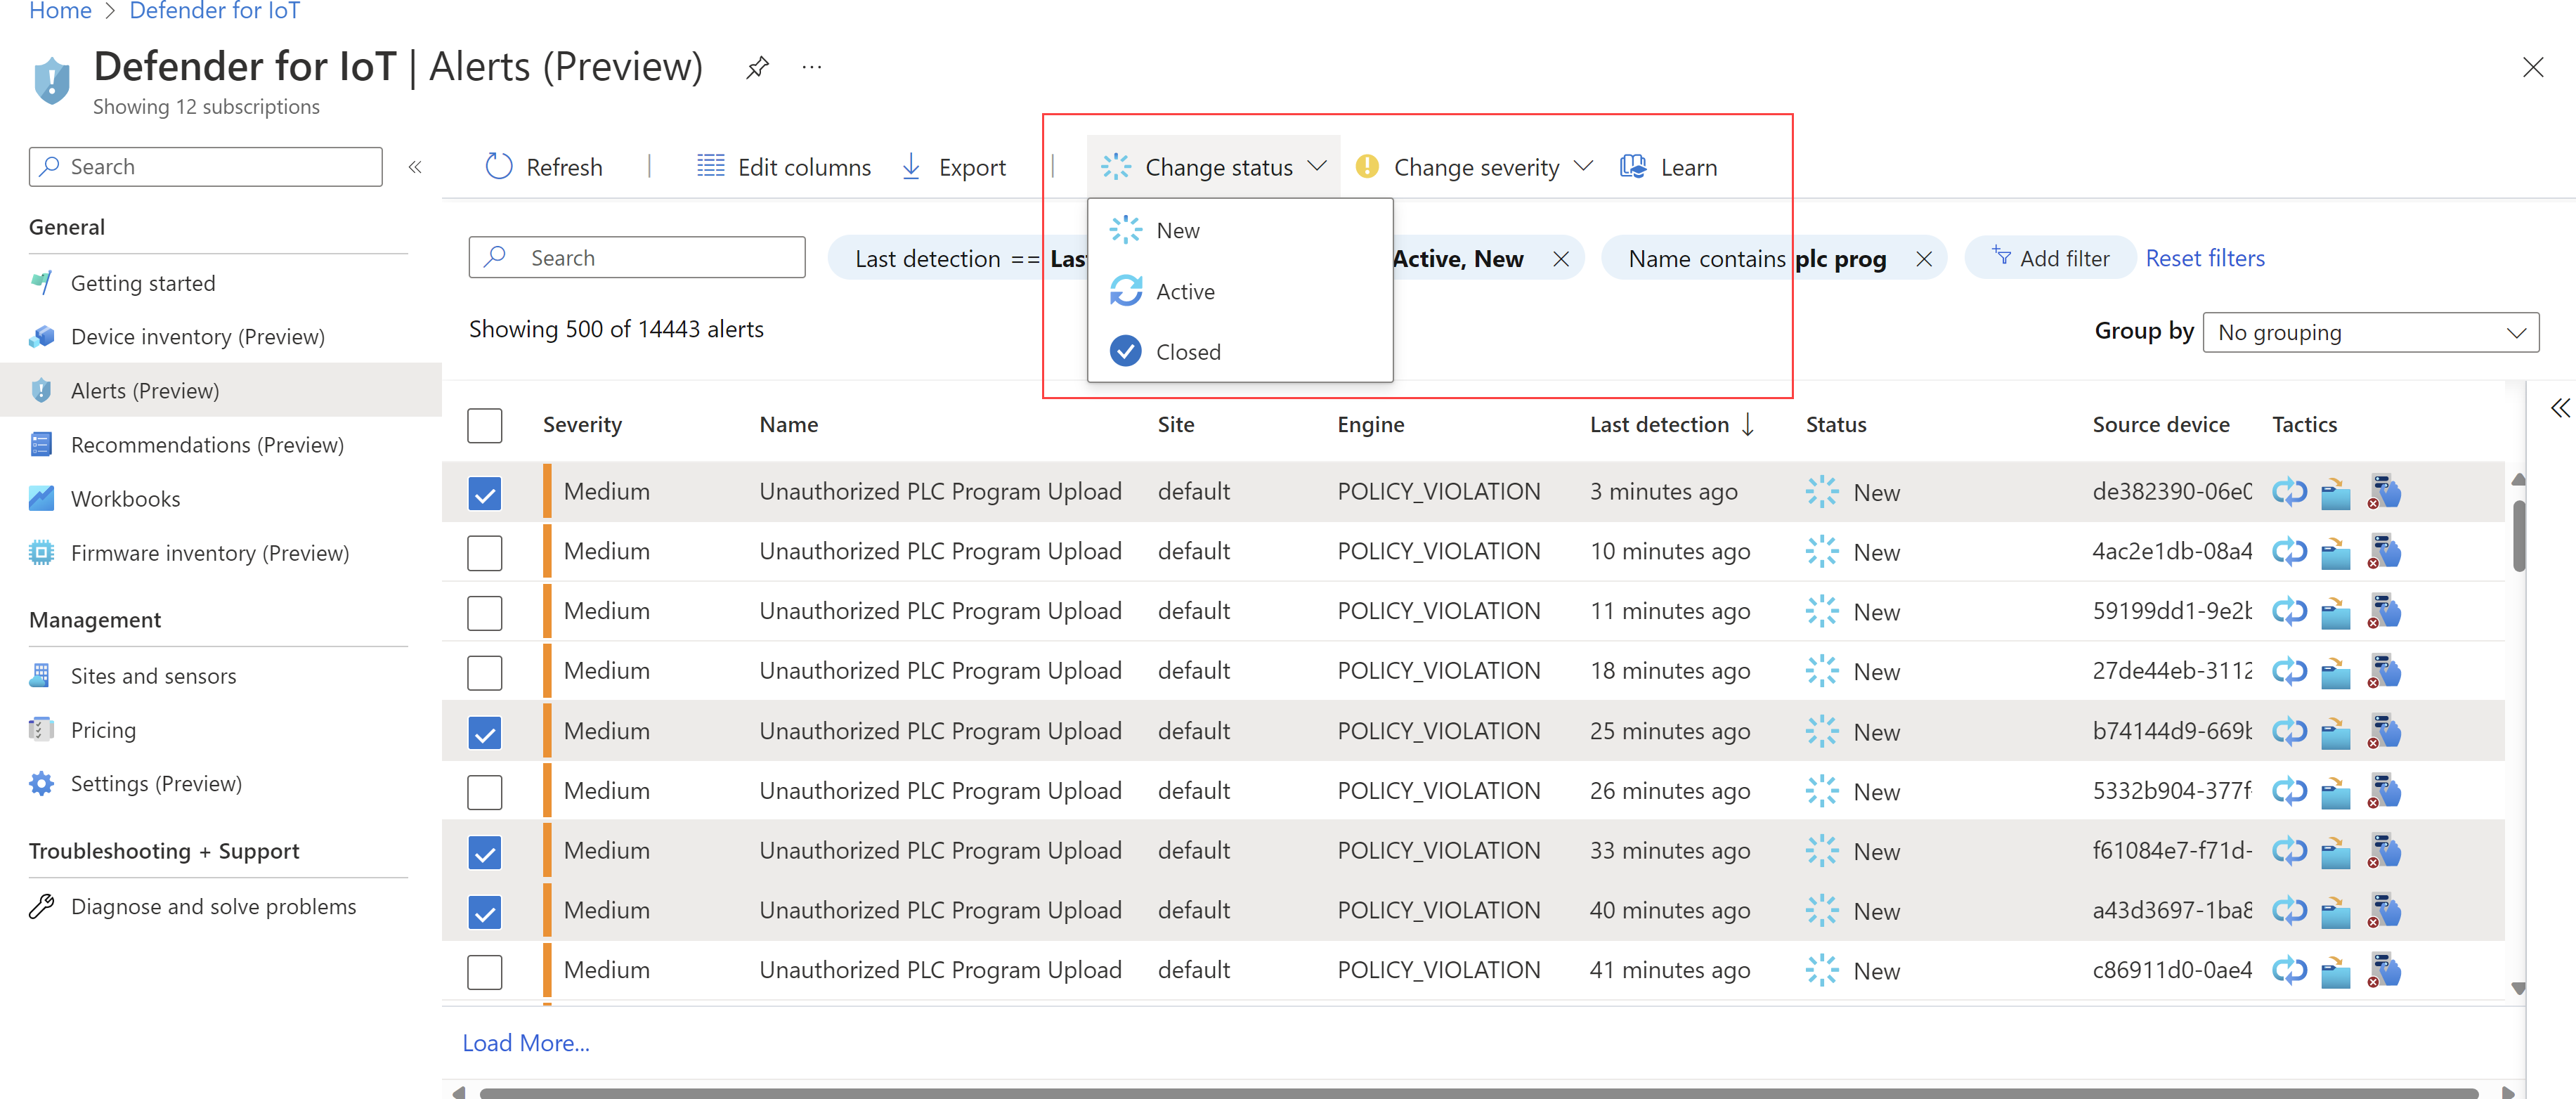 Home > Defender for IoT
Defender for IoT | Alerts (Preview) ...
Showing 12 subscriptions
Search
Refresh
Edit columns
Export
Change status
Change severity
Learn
New
Active
Closed
General
Getting started
Device inventory (Preview)
Alerts (Preview)
Recommendations (Preview)
Workbooks
Firmware inventory (Preview)
Management
Sites and sensors
Pricing
Settings (Preview)
Troubleshooting + Support
Diagnose and solve problems
Search
Last detection == Las
Active, New
Name contains plc prog
Add filter
Reset filters
Showing 500 of 14443 alerts
Group by No grouping
Severity Name Site Engine Last detection ↓ Status Source device Tactics
Medium Unauthorized PLC Program Upload default POLICY_VIOLATION 3 minutes ago New de382390-06e0
Medium Unauthorized PLC Program Upload default POLICY_VIOLATION 10 minutes ago New 4ac2e1db-08a4
Medium Unauthorized PLC Program Upload default POLICY_VIOLATION 11 minutes ago New 59199dd1-9e2b
Medium Unauthorized PLC Program Upload default POLICY_VIOLATION 18 minutes ago New 27de44eb-3112
Medium Unauthorized PLC Program Upload default POLICY_VIOLATION 25 minutes ago New b74144d9-669b
Medium Unauthorized PLC Program Upload default POLICY_VIOLATION 26 minutes ago New 5332b904-377f
Medium Unauthorized PLC Program Upload default POLICY_VIOLATION 33 minutes ago New f61084e7-f71d-
Medium Unauthorized PLC Program Upload default POLICY_VIOLATION 40 minutes ago New a43d3697-1ba8
Medium Unauthorized PLC Program Upload default POLICY_VIOLATION 41 minutes ago New c86911d0-0ae4
Load More...